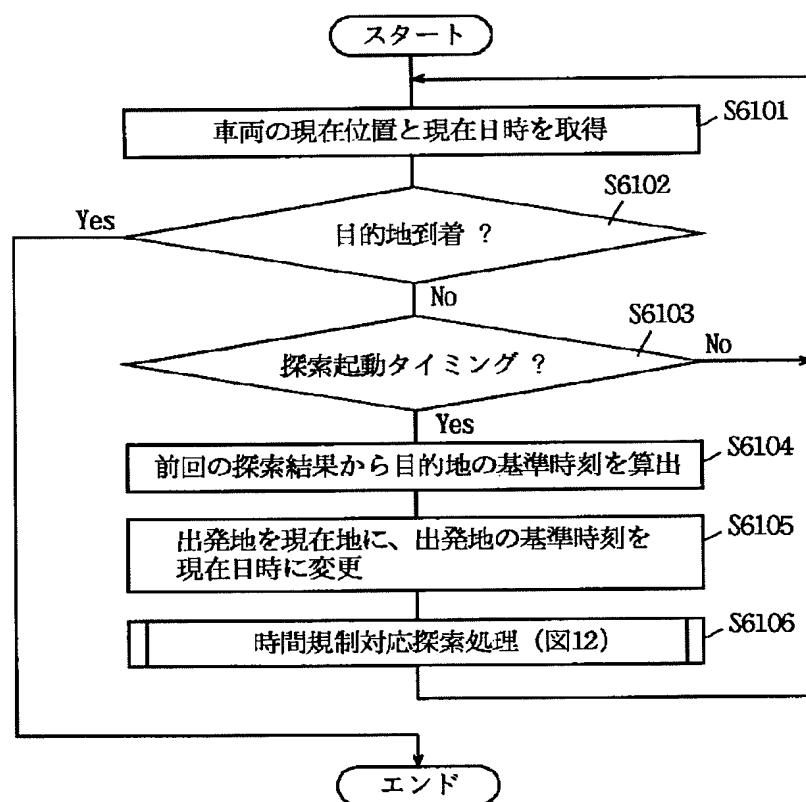 スタート
車両の現在位置と現在日時を取得
S6101
S6102
Yes
目的地到着 ?
No
S6103
探索起動タイミング ?
No
Yes
前回の探索結果から目的地の基準時刻を算出
S6104
出発地を現在地に、出発地の基準時刻を
現在日時に変更
S6105
時間規制対応探索処理 (図12)
S6106
エンド